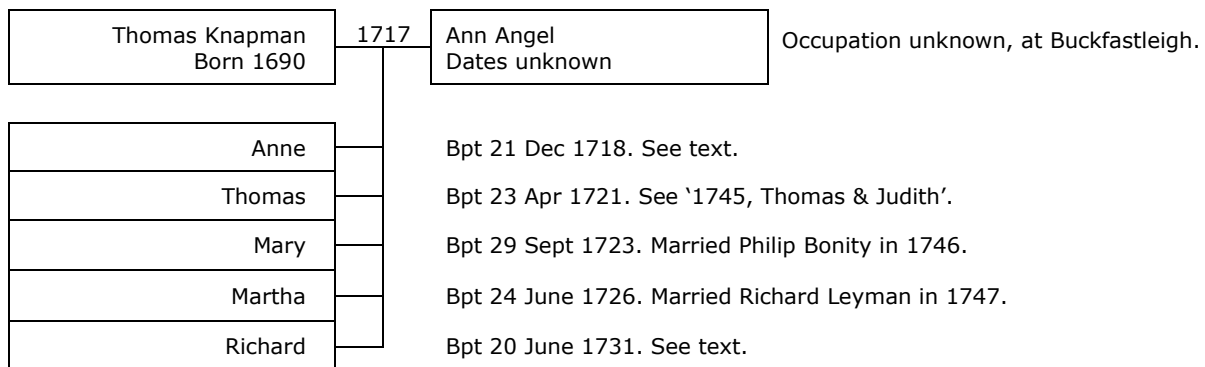 Thomas Knapman 1717 Ann Angel Occupation unknown, at Buckfastleigh.
Born 1690 Dates unknown
Anne Bpt 21 Dec 1718. See text.
Thomas Bpt 23 Apr 1721. See ‘1745, Thomas & Judith’.
Mary Bpt 29 Sept 1723. Married Philip Bonity in 1746.
Martha Bpt 24 June 1726. Married Richard Leyman in 1747.
Richard Bpt 20 June 1731. See text.